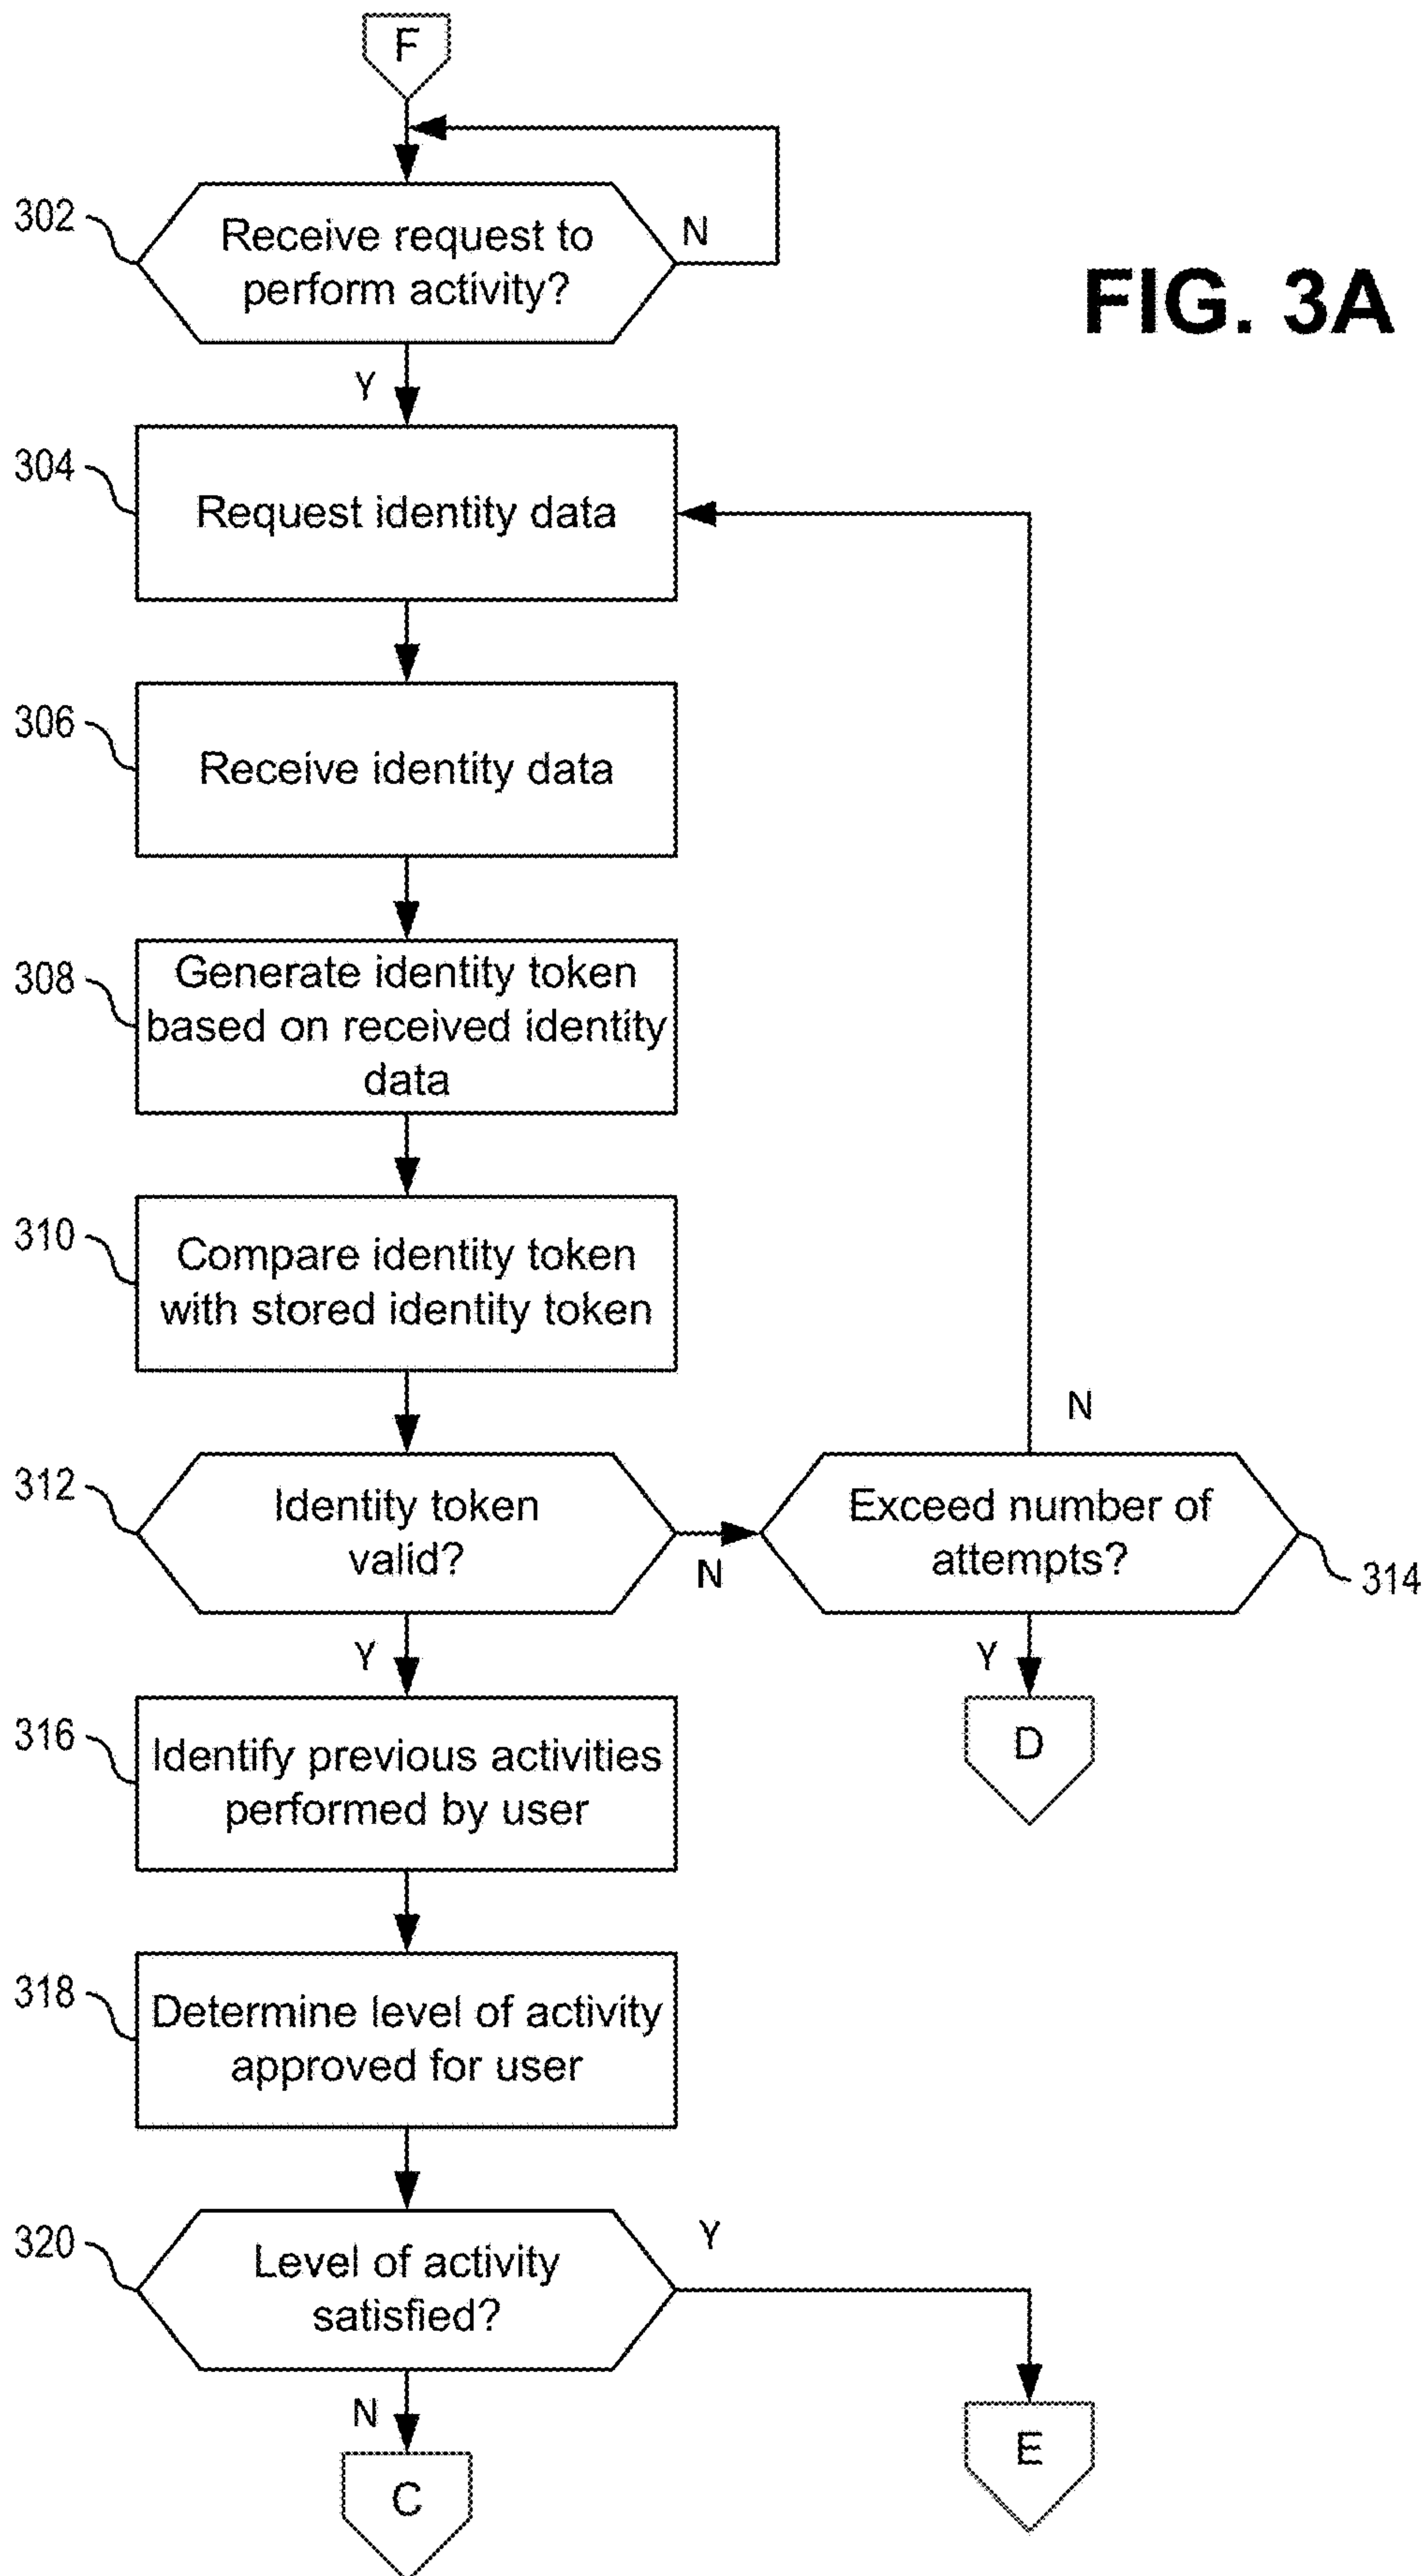 F
302
Receive request to
perform activity?
N
FIG. 3A
Y
304
Request identity data
306
Receive identity data
308
Generate identity token
based on received identity
data
310
Compare identity token
with stored identity token
N
312
Identity token
valid?
N
Exceed number of
attempts?
314
Y
Y
D
316
Identify previous activities
performed by user
318
Determine level of activity
approved for user
320
Level of activity
satisfied?
Y
N
E
C